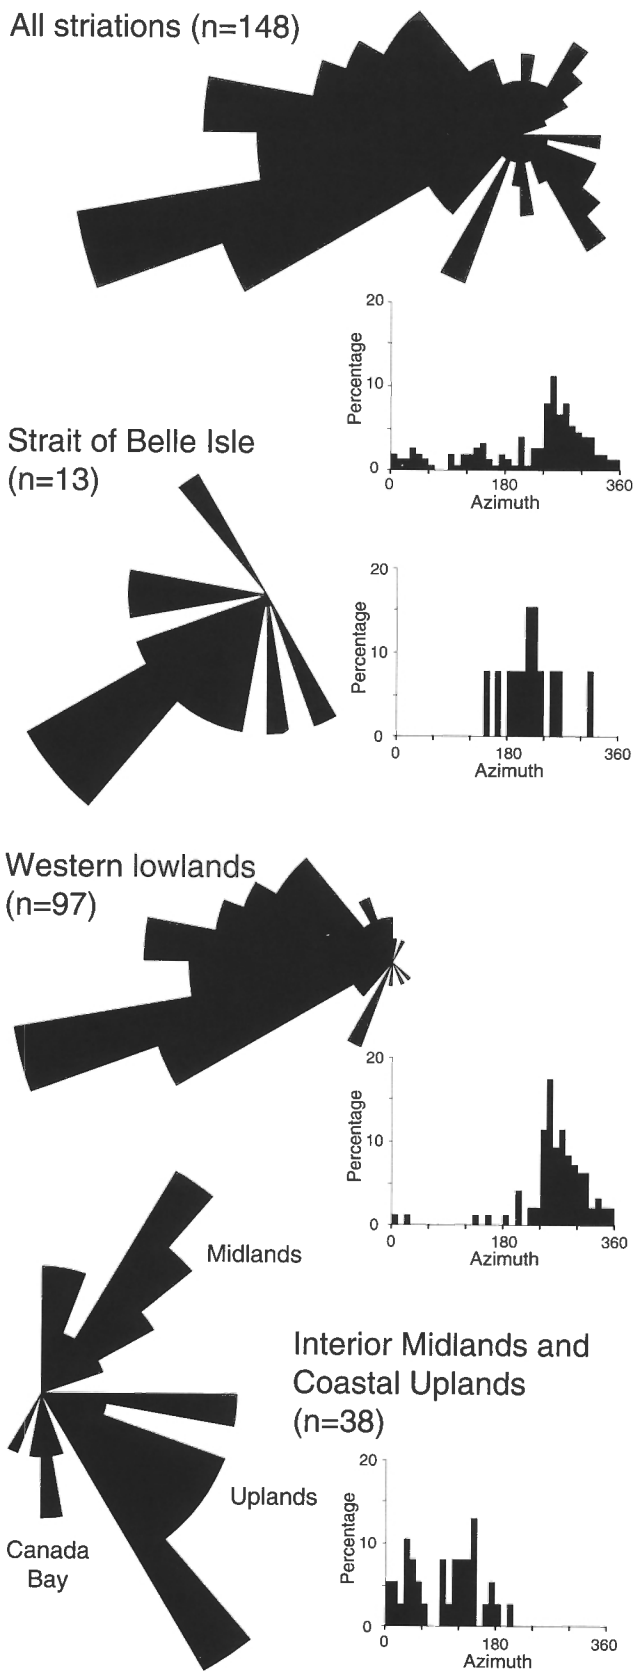 All striations (n=148)
20
10
0
Percentage
0 180 360
Azimuth
Strait of Belle Isle
(n=13)
20
10
0
Percentage
0 180 360
Azimuth
Western lowlands
(n=97)
20
10
0
Percentage
0 180 360
Azimuth
Midlands
Interior Midlands and
Coastal Uplands
(n=38)
Uplands
Canada
Bay
20
10
0
Percentage
0 180 360
Azimuth